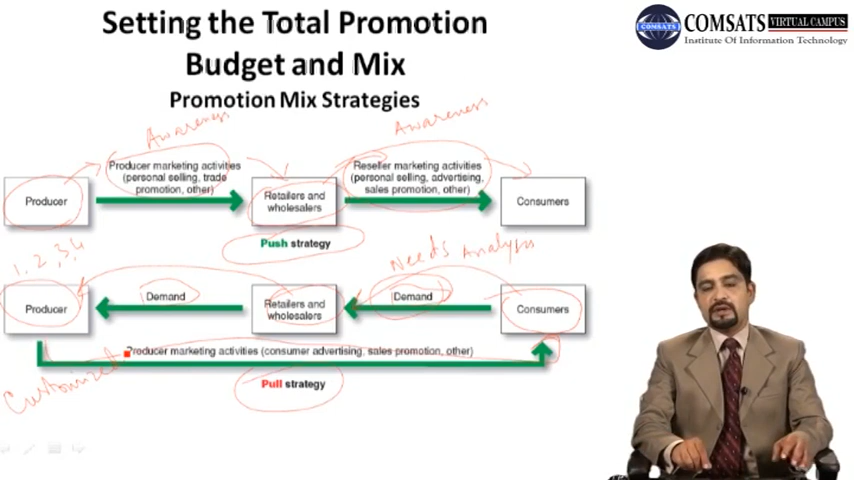 Setting the Total Promotion
Budget and Mix
Promotion Mix Strategies
COMSATS
VIRTUAL CAMPUS
COMSATS
Institute Of Information Technology
Awareness
Awareness
Producer
Producer marketing activities
(personal selling, trade
promotion, other)
Retailers and
wholesalers
Reseller marketing activities
(personal selling, advertising,
sales promotion, other)
Consumers
Push strategy
1, 2, 3, 4
Needs Analysis
Producer
Demand
Retailers and
wholesalers
Demand
Consumers
Producer marketing activities (consumer advertising, sales promotion, other)
Customized
Pull strategy